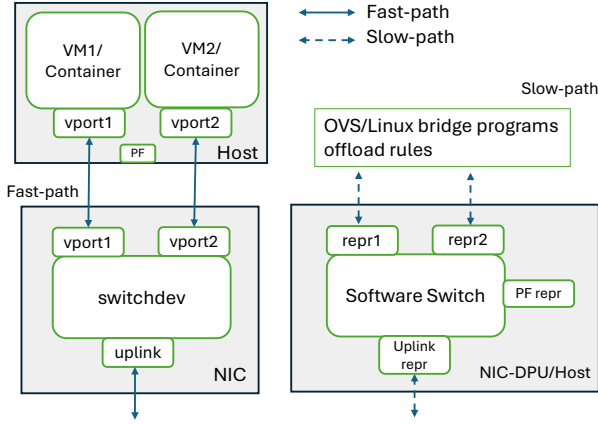 Fast-path
Slow-path
VM1/
Container
VM2/
Container
vport1
vport2
PF
Host
Fast-path
vport1
vport2
switchdev
uplink
NIC
Slow-path
OVS/Linux bridge programs
offload rules
repr1
repr2
Software Switch
PF repr
Uplink
repr
NIC-DPU/Host